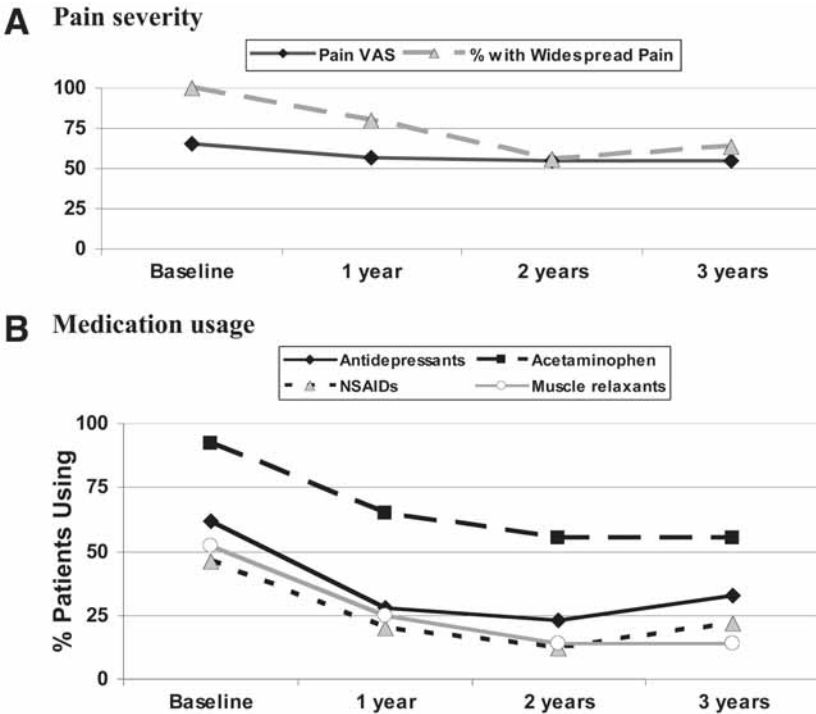 A Pain severity
Pain VAS % with Widespread Pain
100
75
50
25
0
Baseline 1 year 2 years 3 years
B Medication usage
Antidepressants Acetaminophen
NSAIDs Muscle relaxants
% Patients Using
100
75
50
25
0
Baseline 1 year 2 years 3 years